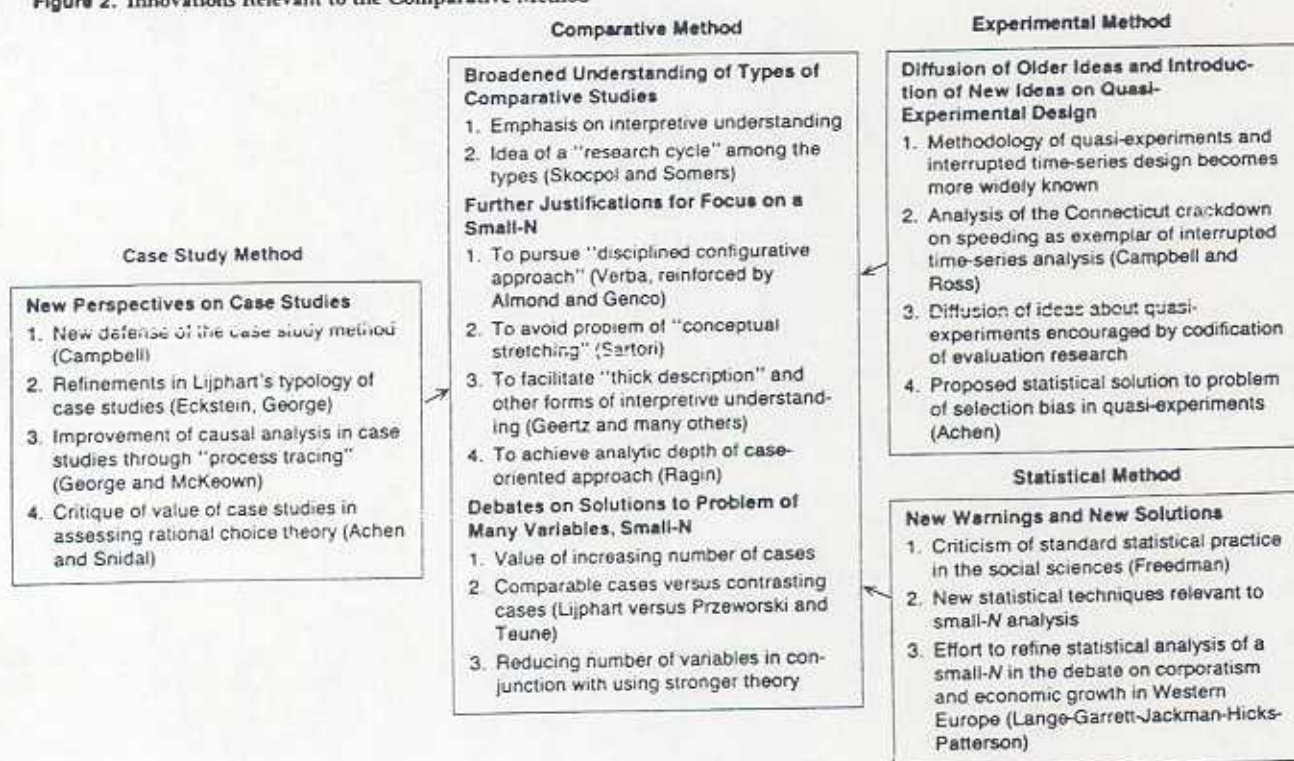 Figure 2. Innovations Relevant to the Comparative Method
Case Study Method
New Perspectives on Case Studies
1. New defense of the case study method
(Campbell)
2. Refinements in Lijphart's typology of
case studies (Eckstein, George)
3. Improvement of causal analysis in case
studies through "process tracing"
(George and McKeown)
4. Critique of value of case studies in
assessing rational choice theory (Achen
and Snidal)
Comparative Method
Broadened Understanding of Types of
Comparative Studies
1. Emphasis on interpretive understanding
2. Idea of a "research cycle" among the
types (Skocpol and Somers)
Further Justifications for Focus on a
Small-N
1. To pursue "disciplined configurative
approach" (Verba, reinforced by
Almond and Genco)
2. To avoid problem of "conceptual
stretching" (Sartori)
3. To facilitate "thick description" and
other forms of interpretive understand-
ing (Geertz and many others)
4. To achieve analytic depth of case-
oriented approach (Ragin)
Debates on Solutions to Problem of
Many Variables, Small-N
1. Value of increasing number of cases
2. Comparable cases versus contrasting
cases (Lijphart versus Przeworski and
Teune)
3. Reducing number of variables in con-
junction with using stronger theory
Experimental Method
Diffusion of Older Ideas and Introduc-
tion of New Ideas on Quasi-
Experimental Design
1. Methodology of quasi-experiments and
interrupted time-series design becomes
more widely known
2. Analysis of the Connecticut crackdown
on speeding as exemplar of interrupted
time-series analysis (Campbell and
Ross)
3. Diffusion of ideas about quasi-
experiments encouraged by codification
of evaluation research
4. Proposed statistical solution to problem
of selection bias in quasi-experiments
(Achen)
Statistical Method
New Warnings and New Solutions
1. Criticism of standard statistical practice
in the social sciences (Freedman)
2. New statistical techniques relevant to
small-N analysis
3. Effort to refine statistical analysis of a
small-N in the debate on corporatism
and economic growth in Western
Europe (Lange-Garrett-Jackman-Hicks-
Patterson)